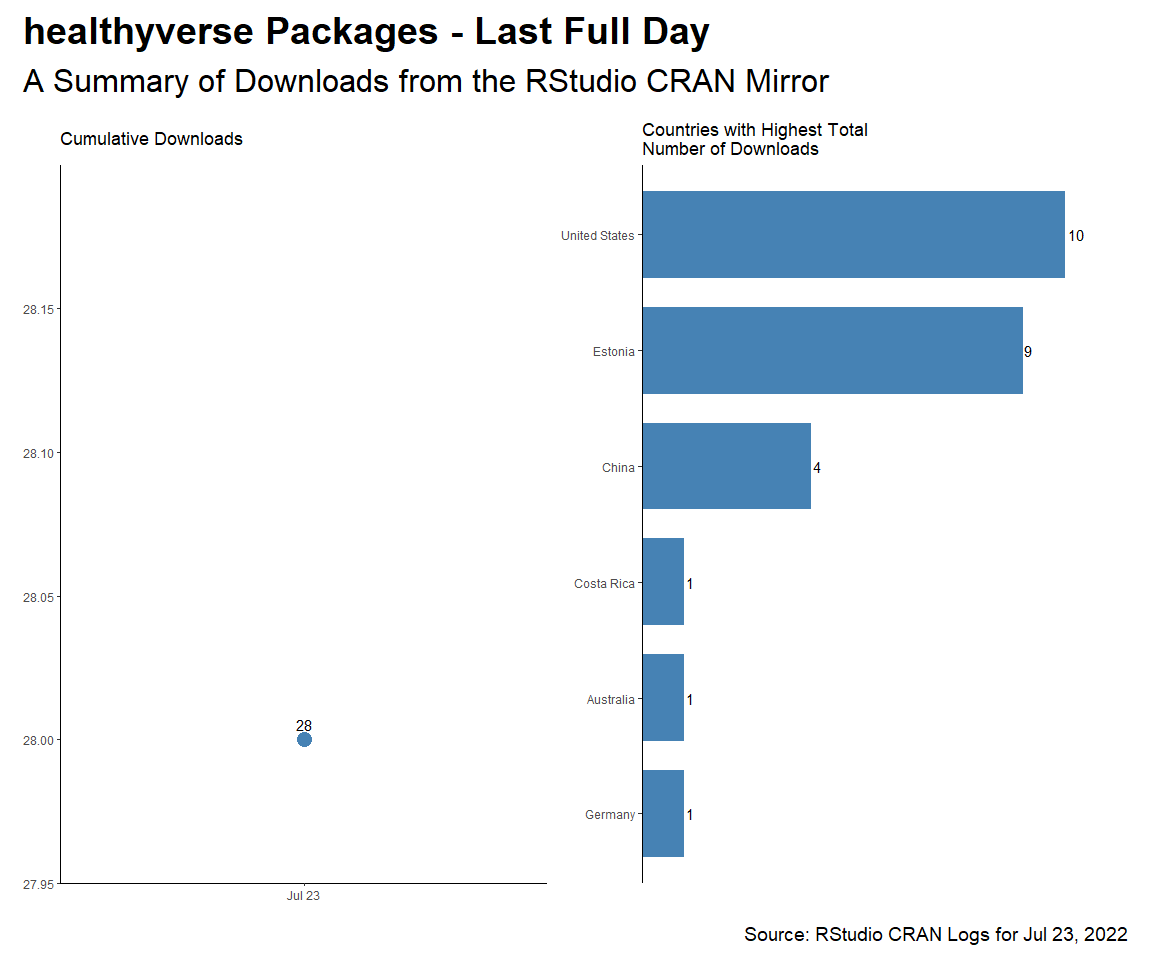 healthyverse Packages - Last Full Day
A Summary of Downloads from the RStudio CRAN Mirror
Cumulative Downloads
28.15
28.10
28.05
28.00
27.95
28
Jul 23
Countries with Highest Total
Number of Downloads
United States 10
Estonia 9
China 4
Costa Rica 1
Australia 1
Germany 1
Source: RStudio CRAN Logs for Jul 23, 2022